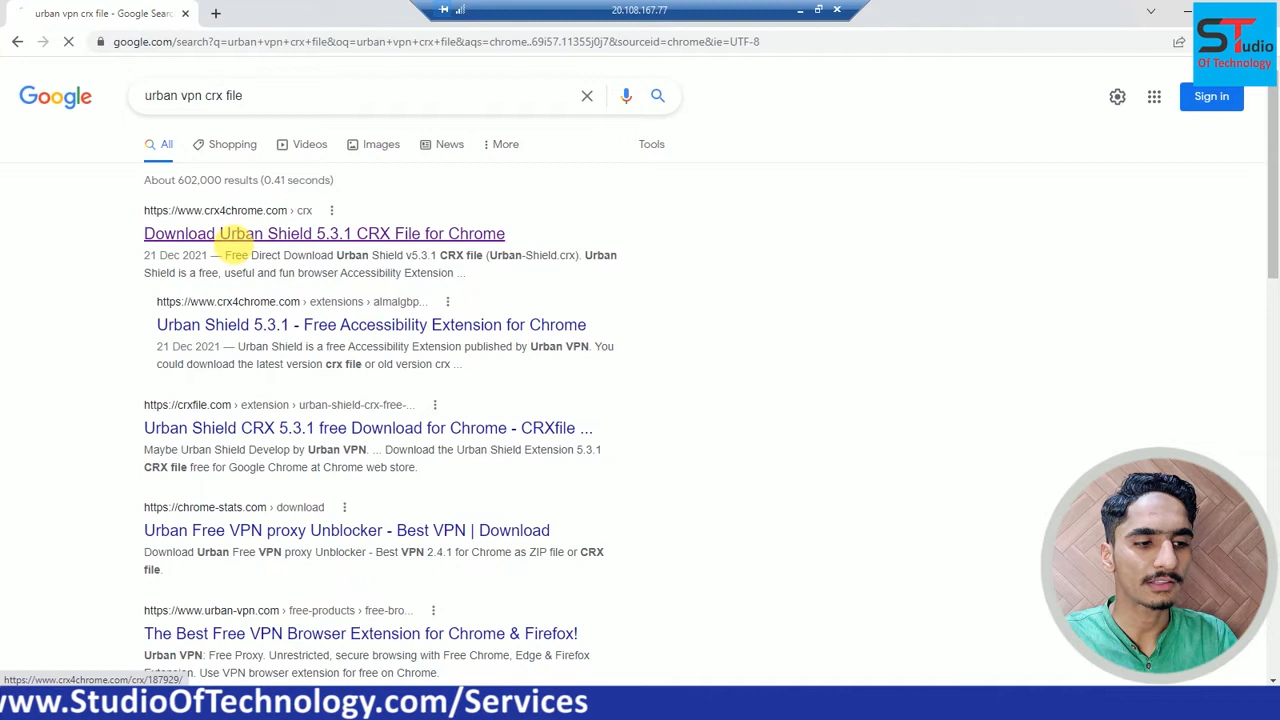 urban vpn crx file - Google Searc
20.108.167.77
google.com/search?q=urban+vpn+crx+file&oq=urban+vpn+crx+file&aqs=chrome..69i57.11355j0j7&sourceid=chrome&ie=UTF-8
STudio
Of Technology
Google
urban vpn crx file
Sign in
All
Shopping
Videos
Images
News
More
Tools
About 602,000 results (0.41 seconds)
https://www.crx4chrome.com › crx
Download Urban Shield 5.3.1 CRX File for Chrome
21 Dec 2021 — Free Direct Download Urban Shield v5.3.1 CRX file (Urban-Shield.crx). Urban
Shield is a free, useful and fun browser Accessibility Extension ...
https://www.crx4chrome.com › extensions › almalgbp...
Urban Shield 5.3.1 - Free Accessibility Extension for Chrome
21 Dec 2021 — Urban Shield is a free Accessibility Extension published by Urban VPN. You
could download the latest version crx file or old version crx ...
https://crxfile.com › extension › urban-shield-crx-free-...
Urban Shield CRX 5.3.1 free Download for Chrome - CRXfile ...
Maybe Urban Shield Develop by Urban VPN. ... Download the Urban Shield Extension 5.3.1
CRX file free for Google Chrome at Chrome web store.
https://chrome-stats.com › download
Urban Free VPN proxy Unblocker - Best VPN | Download
Download Urban Free VPN proxy Unblocker - Best VPN 2.4.1 for Chrome as ZIP file or CRX
file.
https://www.urban-vpn.com › free-products › free-bro...
The Best Free VPN Browser Extension for Chrome & Firefox!
Urban VPN: Free Proxy. Unrestricted, secure browsing with Free Chrome, Edge & Firefox
Extension. Use VPN browser extension for free on Chrome.
https://www.crx4chrome.com/crx/187929/
www.StudioOfTechnology.com/Services